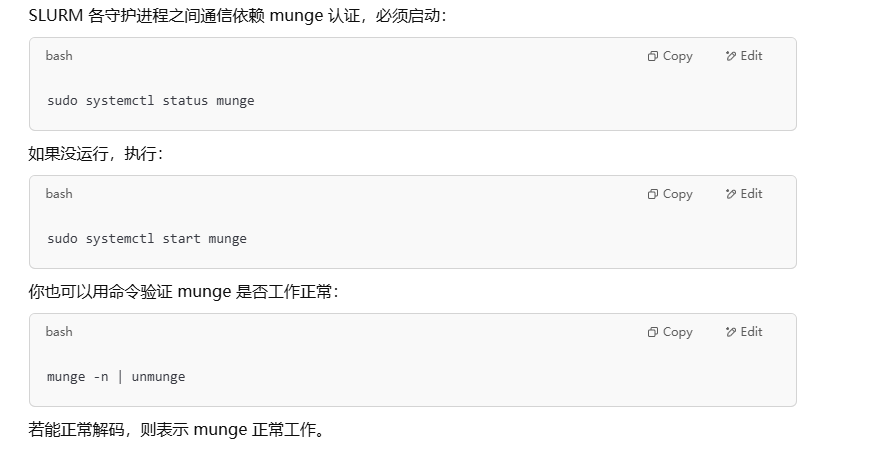 SLURM 各守护进程之间通信依赖 munge 认证，必须启动：
bash Copy Edit
sudo systemctl status munge
如果没运行，执行：
bash Copy Edit
sudo systemctl start munge
你也可以用命令验证 munge 是否工作正常：
bash Copy Edit
munge -n | unmunge
若能正常解码，则表示 munge 正常工作。